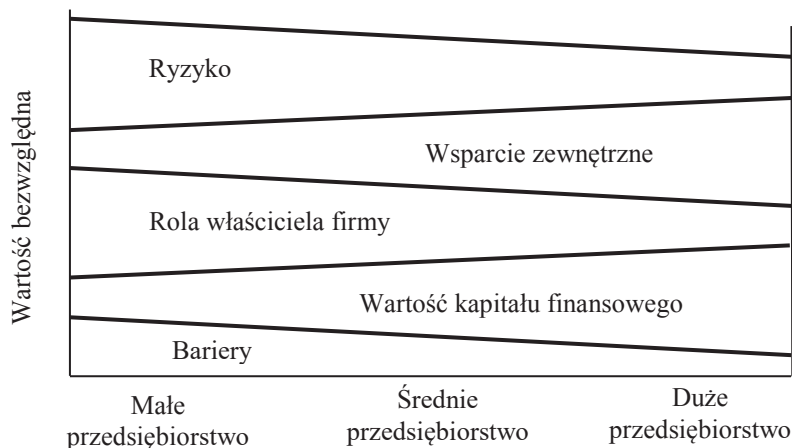 Wartość bezwzględna
Ryzyko
Wsparcie zewnętrzne
Rola właściciela firmy
Wartość kapitału finansowego
Bariery
Małe
przedsiębiorstwo
Średnie
przedsiębiorstwo
Duże
przedsiębiorstwo